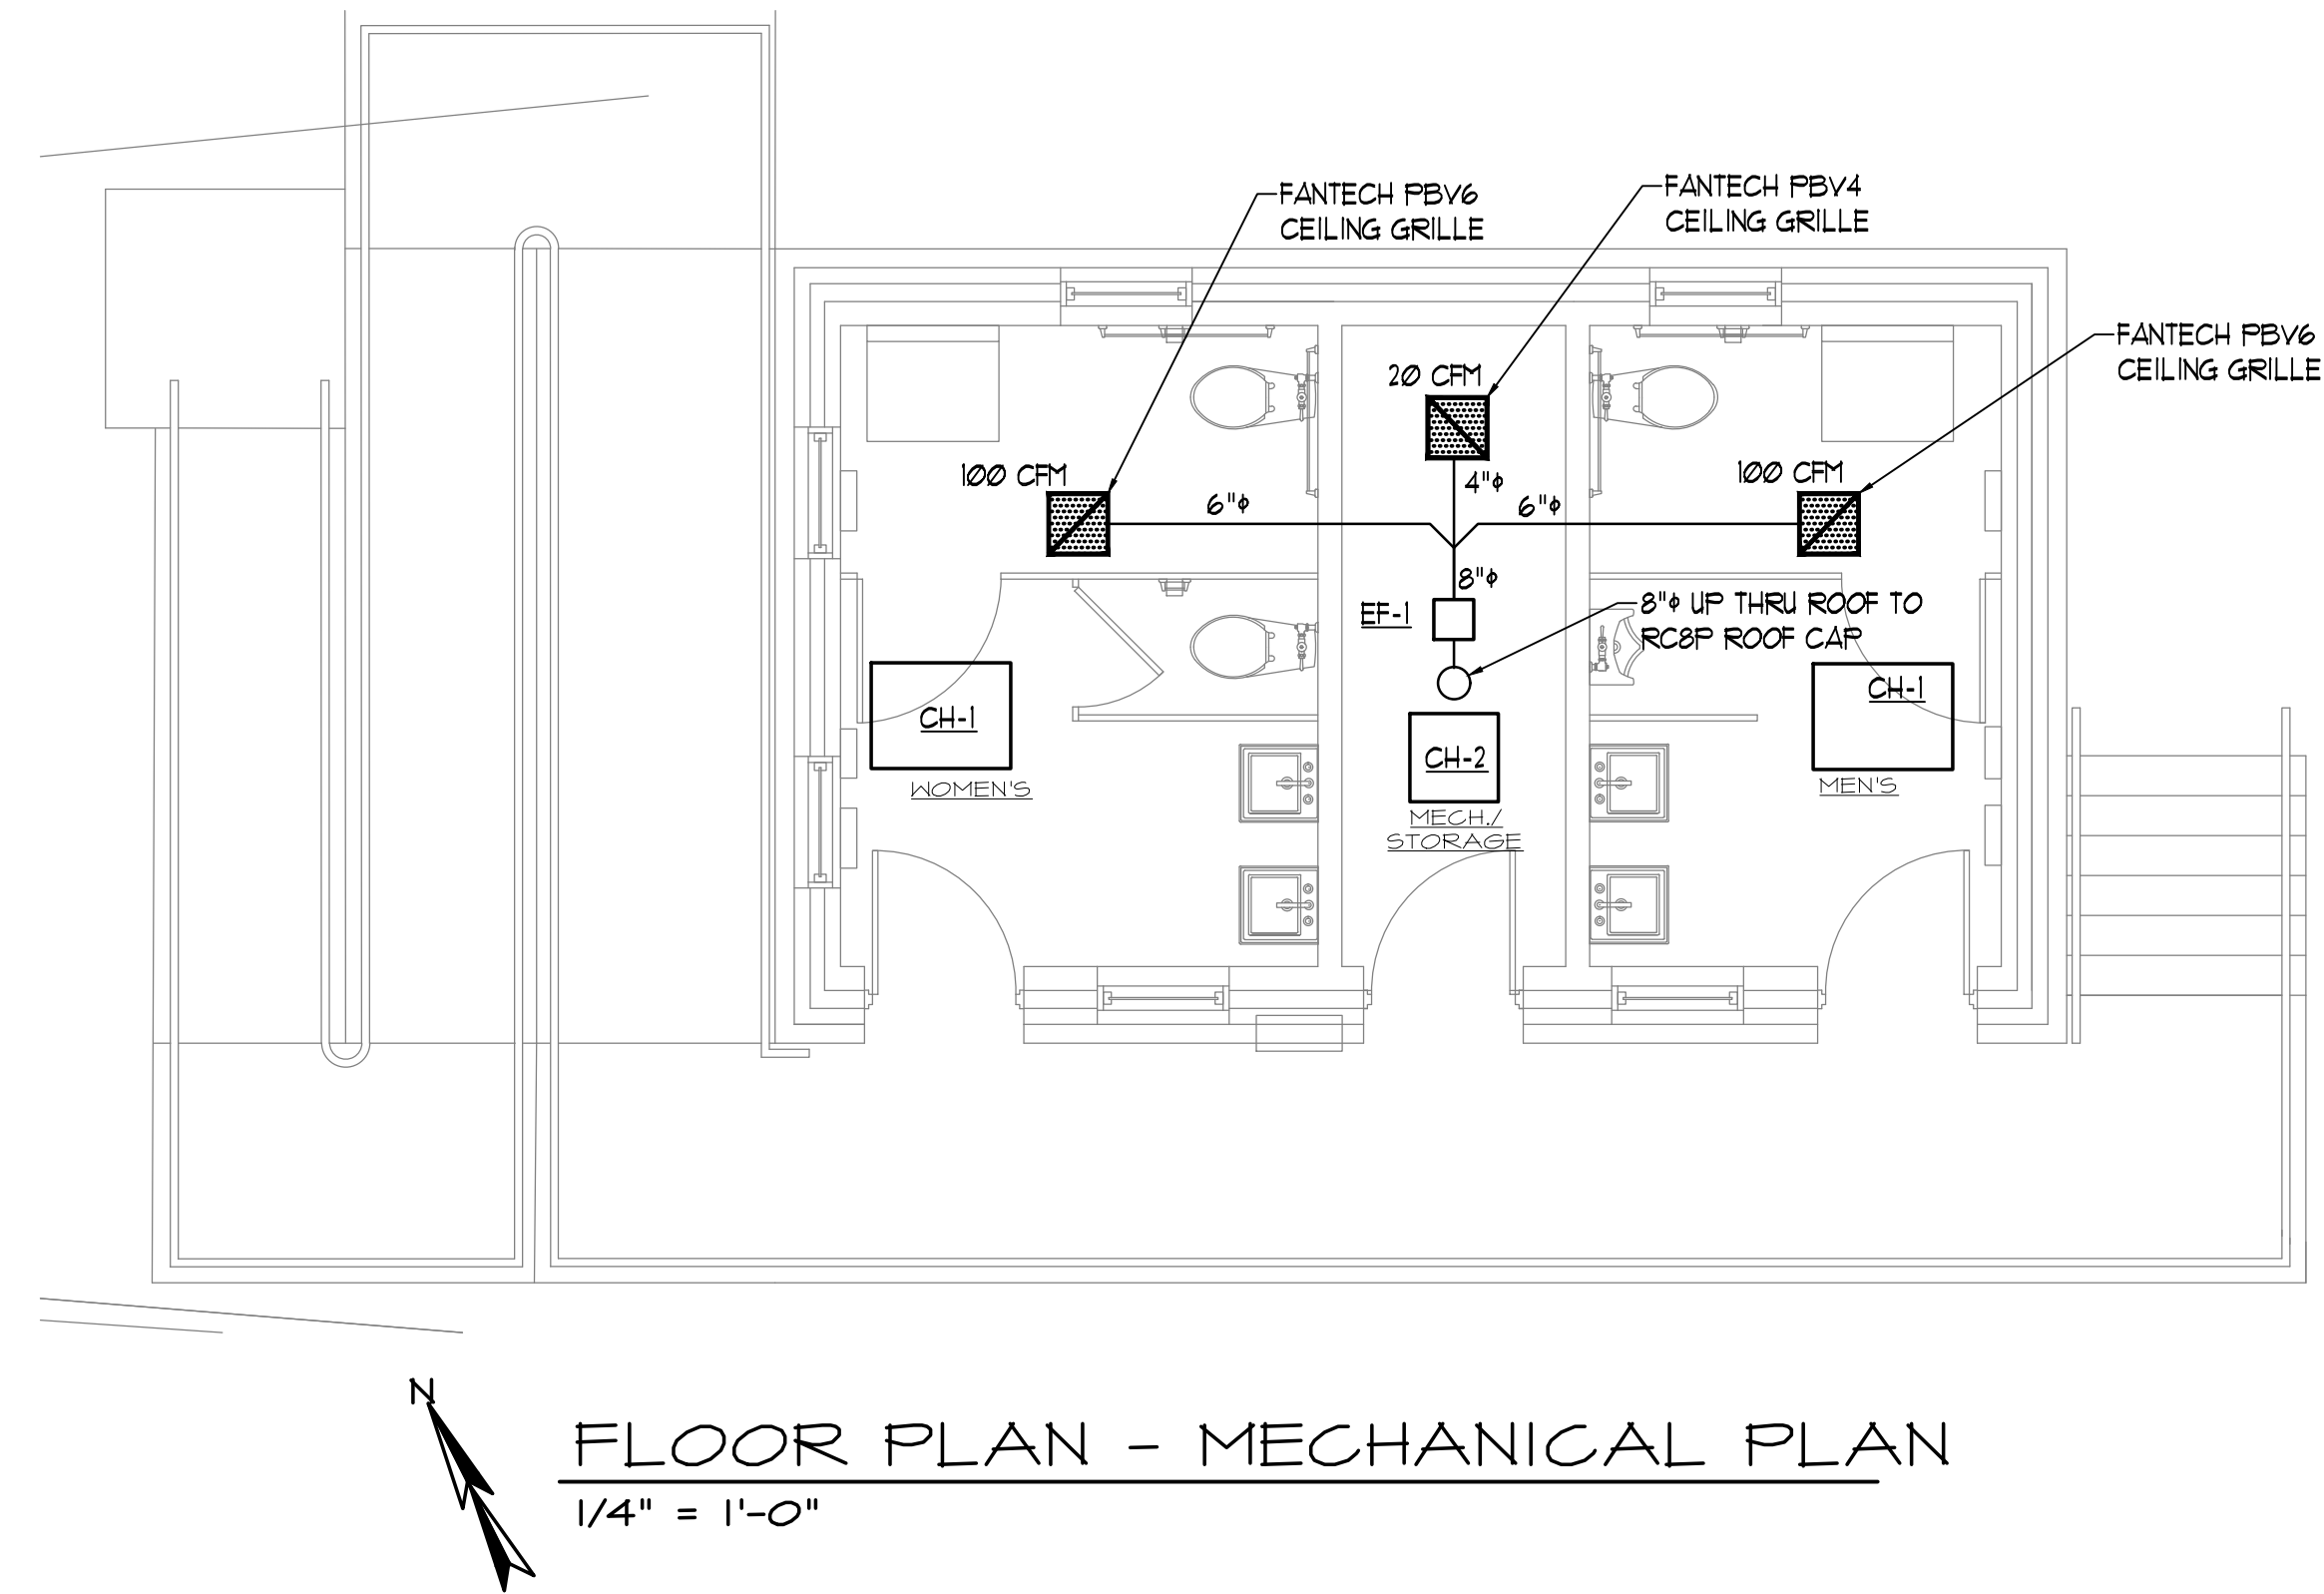 FANTECH PBV6
CEILING GRILLE
FANTECH PBV4
CEILING GRILLE
FANTECH PBV6
CEILING GRILLE
20 CFM
100 CFM
100 CFM
4"φ
6"φ
6"φ
8"φ
EF-1
8"φ UP THRU ROOF TO
RC8P ROOF CAP
CH-1
CH-1
CH-2
WOMEN'S
MEN'S
MECH./
STORAGE
N
FLOOR PLAN - MECHANICAL PLAN
1/4" = 1'-0"